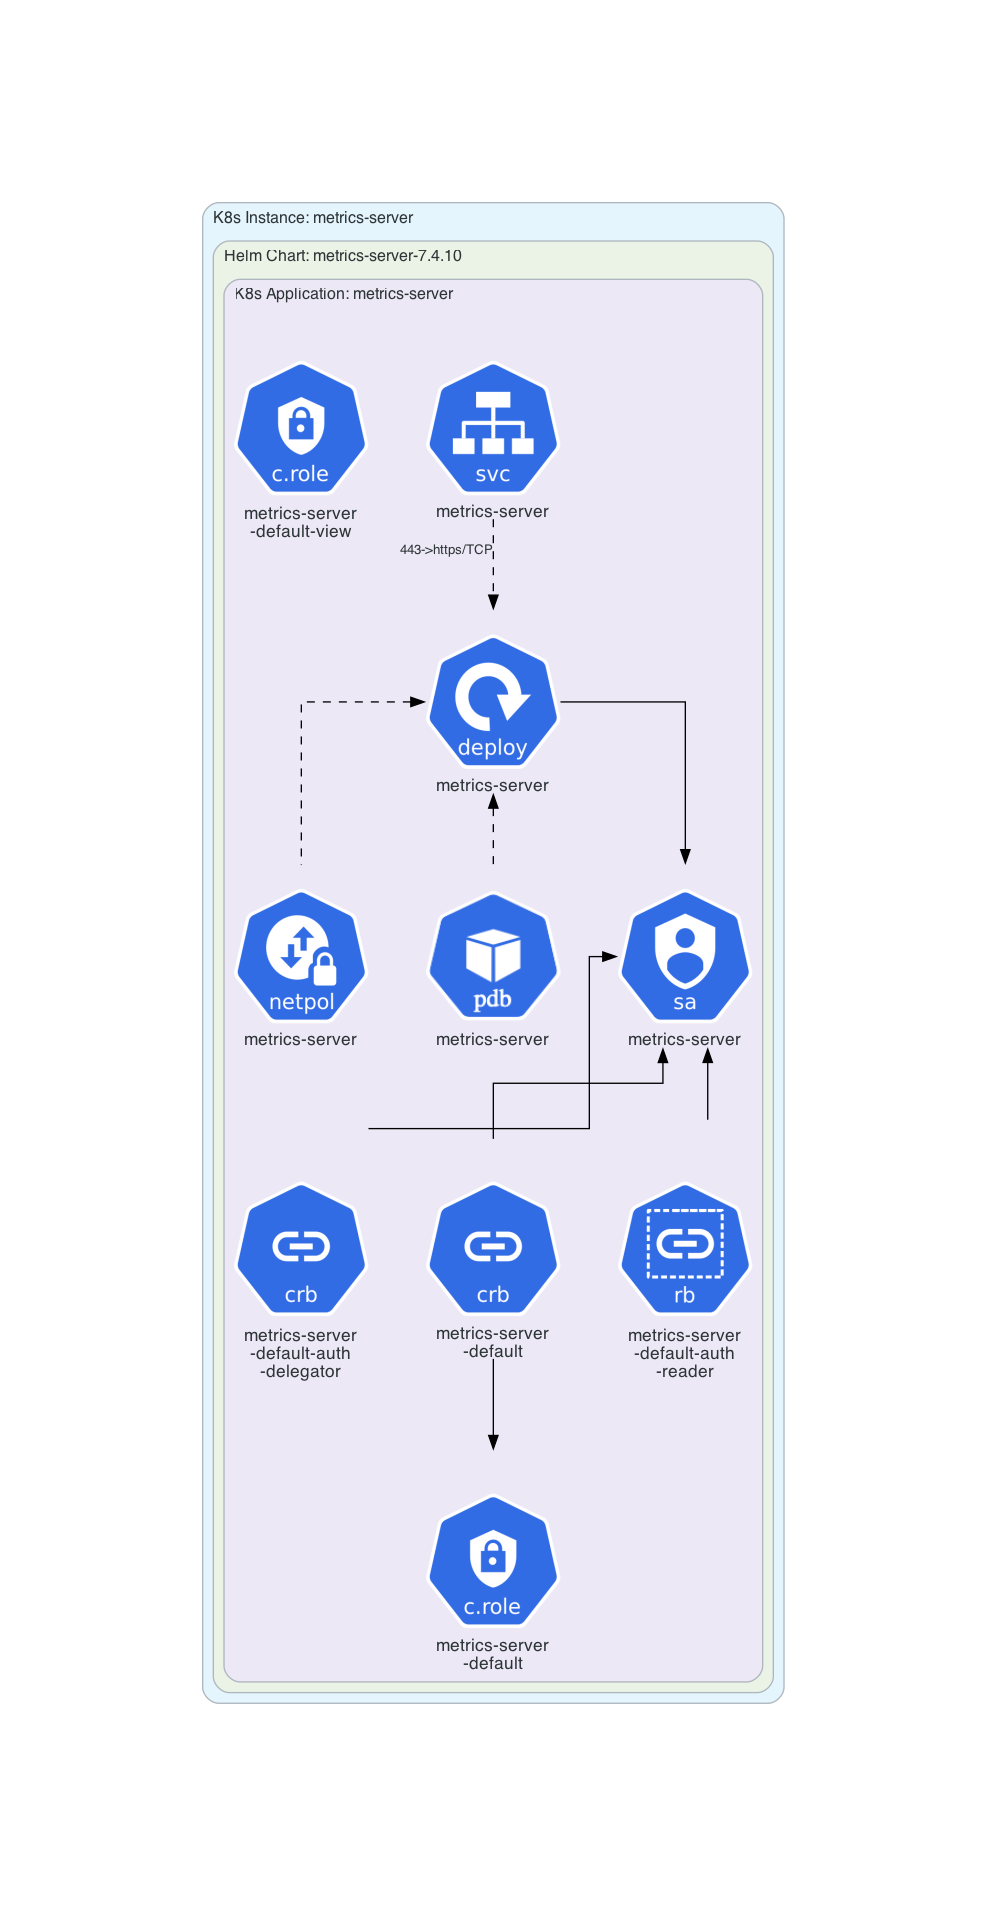 K8s Instance: metrics-server
Helm Chart: metrics-server-7.4.10
K8s Application: metrics-server
c.role
metrics-server
-default-view
svc
metrics-server
443->https/TCP
deploy
metrics-server
netpol
metrics-server
pdb
metrics-server
sa
metrics-server
crb
metrics-server
-default-auth
-delegator
crb
metrics-server
-default
rb
metrics-server
-default-auth
-reader
c.role
metrics-server
-default